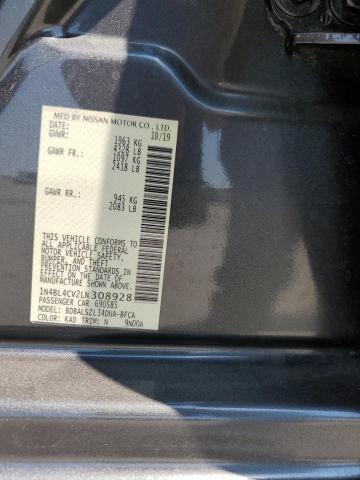 MFD BY NISSAN MOTOR CO., LTD.
DATE: 10/19
GVWR: 1963 KG
4328 LB
GAWR FR: 1097 KG
2418 LB
GAWR RR: 945 KG
2083 LB
THIS VEHICLE CONFORMS TO ALL
APPLICABLE FEDERAL
MOTOR VEHICLE SAFETY,
BUMPER, AND THEFT
PREVENTION STANDARDS IN
EFFECT ON THE DATE OF
MANUFACTURE SHOWN ABOVE
1N4BL4CV2LN308928
PASSENGER CAR 690585
MODEL: BDBALSZL34DUA-BFCA
COLOR: KAD TRIM: N 9N00A